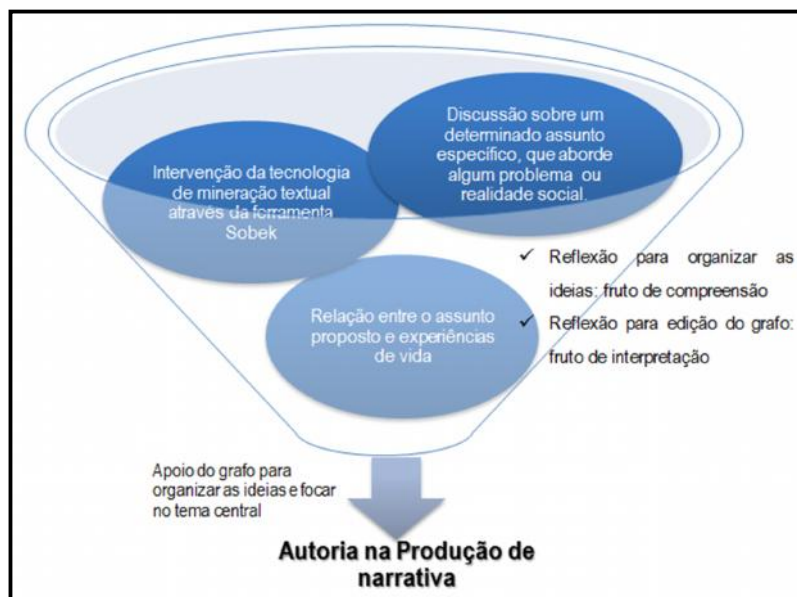 Discussão sobre um
determinado assunto
específico, que aborde
algum problema ou
realidade social.
Intervenção da tecnologia
de mineração textual
através da ferramenta
Sobek
Relação entre o assunto
proposto e experiências
de vida
✓ Reflexão para organizar as
ideias: fruto de compreensão
✓ Reflexão para edição do grafo:
fruto de interpretação
Apoio do grafo para
organizar as ideias e focar
no tema central
Autoria na Produção de
narrativa